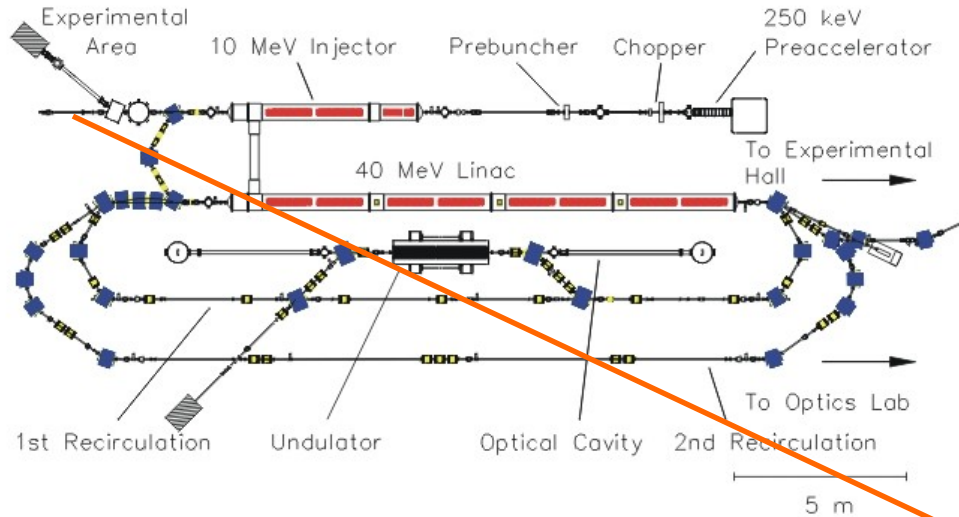 Experimental
Area
10 MeV Injector
Prebuncher
Chopper
250 keV
Preaccelerator
To Experimental
Hall
40 MeV Linac
To Optics Lab
1st Recirculation
Undulator
Optical Cavity
2nd Recirculation
5 m